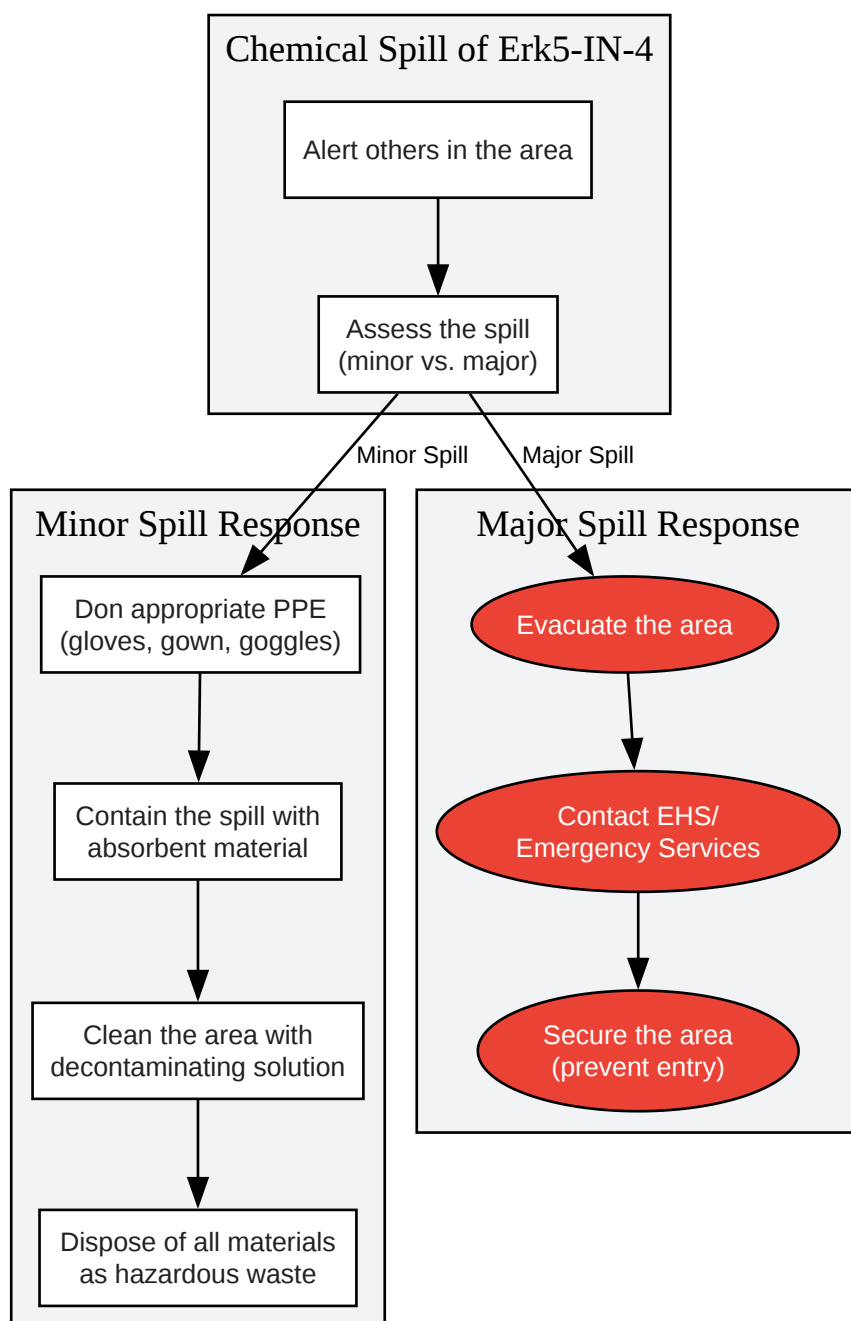 Chemical Spill of Erk5-IN-4
Alert others in the area
Assess the spill
(minor vs. major)
Minor Spill
Major Spill
Minor Spill Response
Don appropriate PPE
(gloves, gown, goggles)
Contain the spill with
absorbent material
Clean the area with
decontaminating solution
Dispose of all materials
as hazardous waste
Major Spill Response
Evacuate the area
Contact EHS/
Emergency Services
Secure the area
(prevent entry)